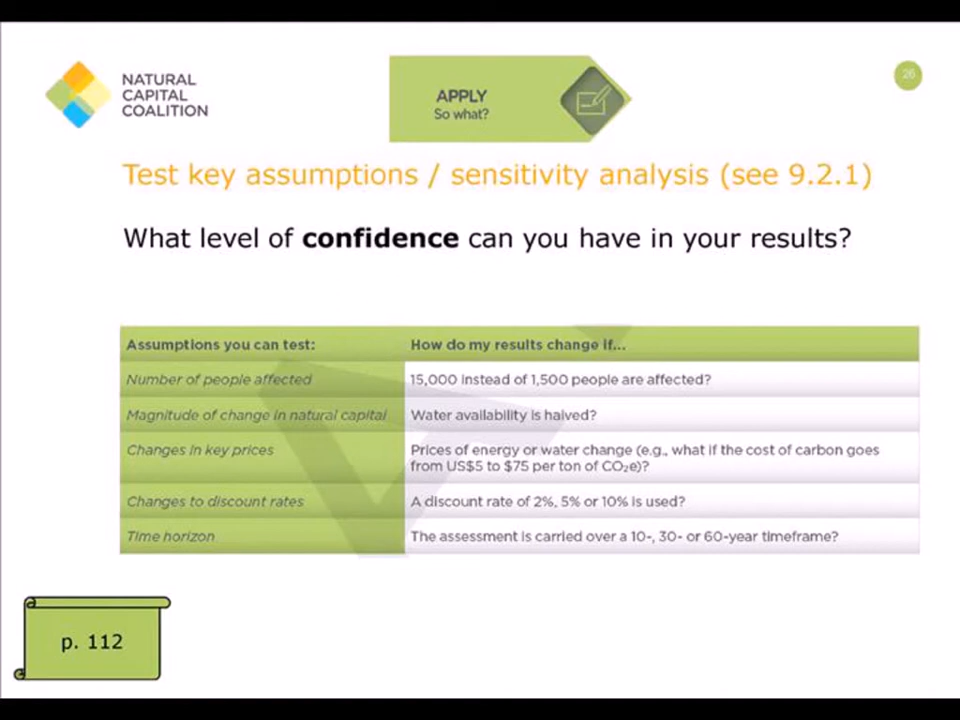 NATURAL
CAPITAL
COALITION
APPLY
So what?
26
Test key assumptions / sensitivity analysis (see 9.2.1)
What level of confidence can you have in your results?
Assumptions you can test: How do my results change if...
Number of people affected 15,000 instead of 1,500 people are affected?
Magnitude of change in natural capital Water availability is halved?
Changes in key prices Prices of energy or water change (e.g., what if the cost of carbon goes
from US$5 to $75 per ton of CO₂e)?
Changes to discount rates A discount rate of 2%, 5% or 10% is used?
Time horizon The assessment is carried over a 10-, 30- or 60-year timeframe?
p. 112